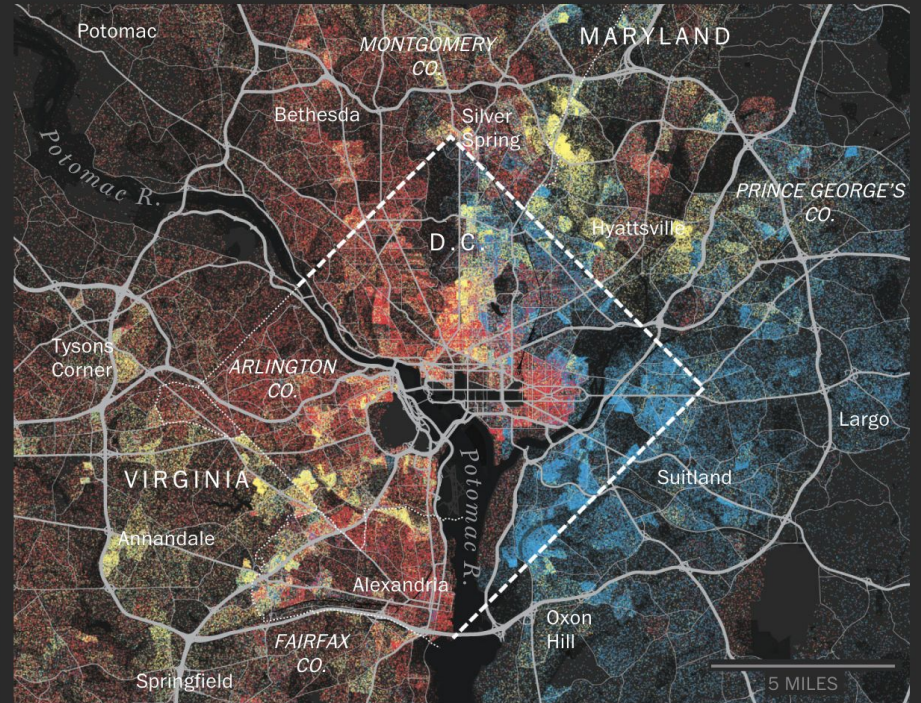 Potomac
MONTGOMERY
CO.
MARYLAND
Bethesda
Silver
Spring
Potomac R.
PRINCE GEORGE'S
CO.
Hyattsville
D.C.
Tysons
Corner
ARLINGTON
CO.
Largo
VIRGINIA
Potomac R.
Suitland
Annandale
Alexandria
Oxon
Hill
FAIRFAX
CO.
Springfield
5 MILES